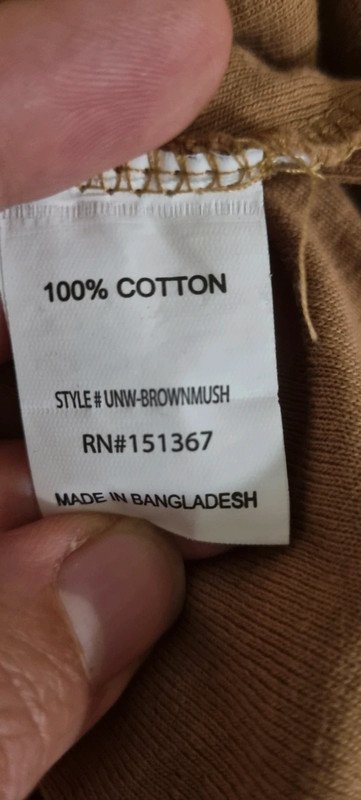 100% COTTON
STYLE # UNW-BROWNMUSH
RN#151367
MADE IN BANGLADESH